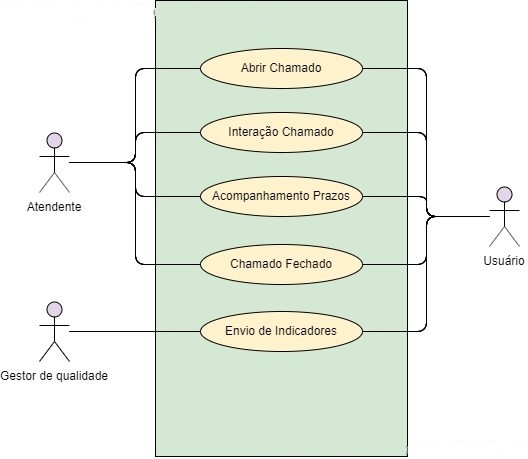 Abrir Chamado
Interação Chamado
Atendente
Acompanhamento Prazos
Usuário
Chamado Fechado
Envio de Indicadores
Gestor de qualidade